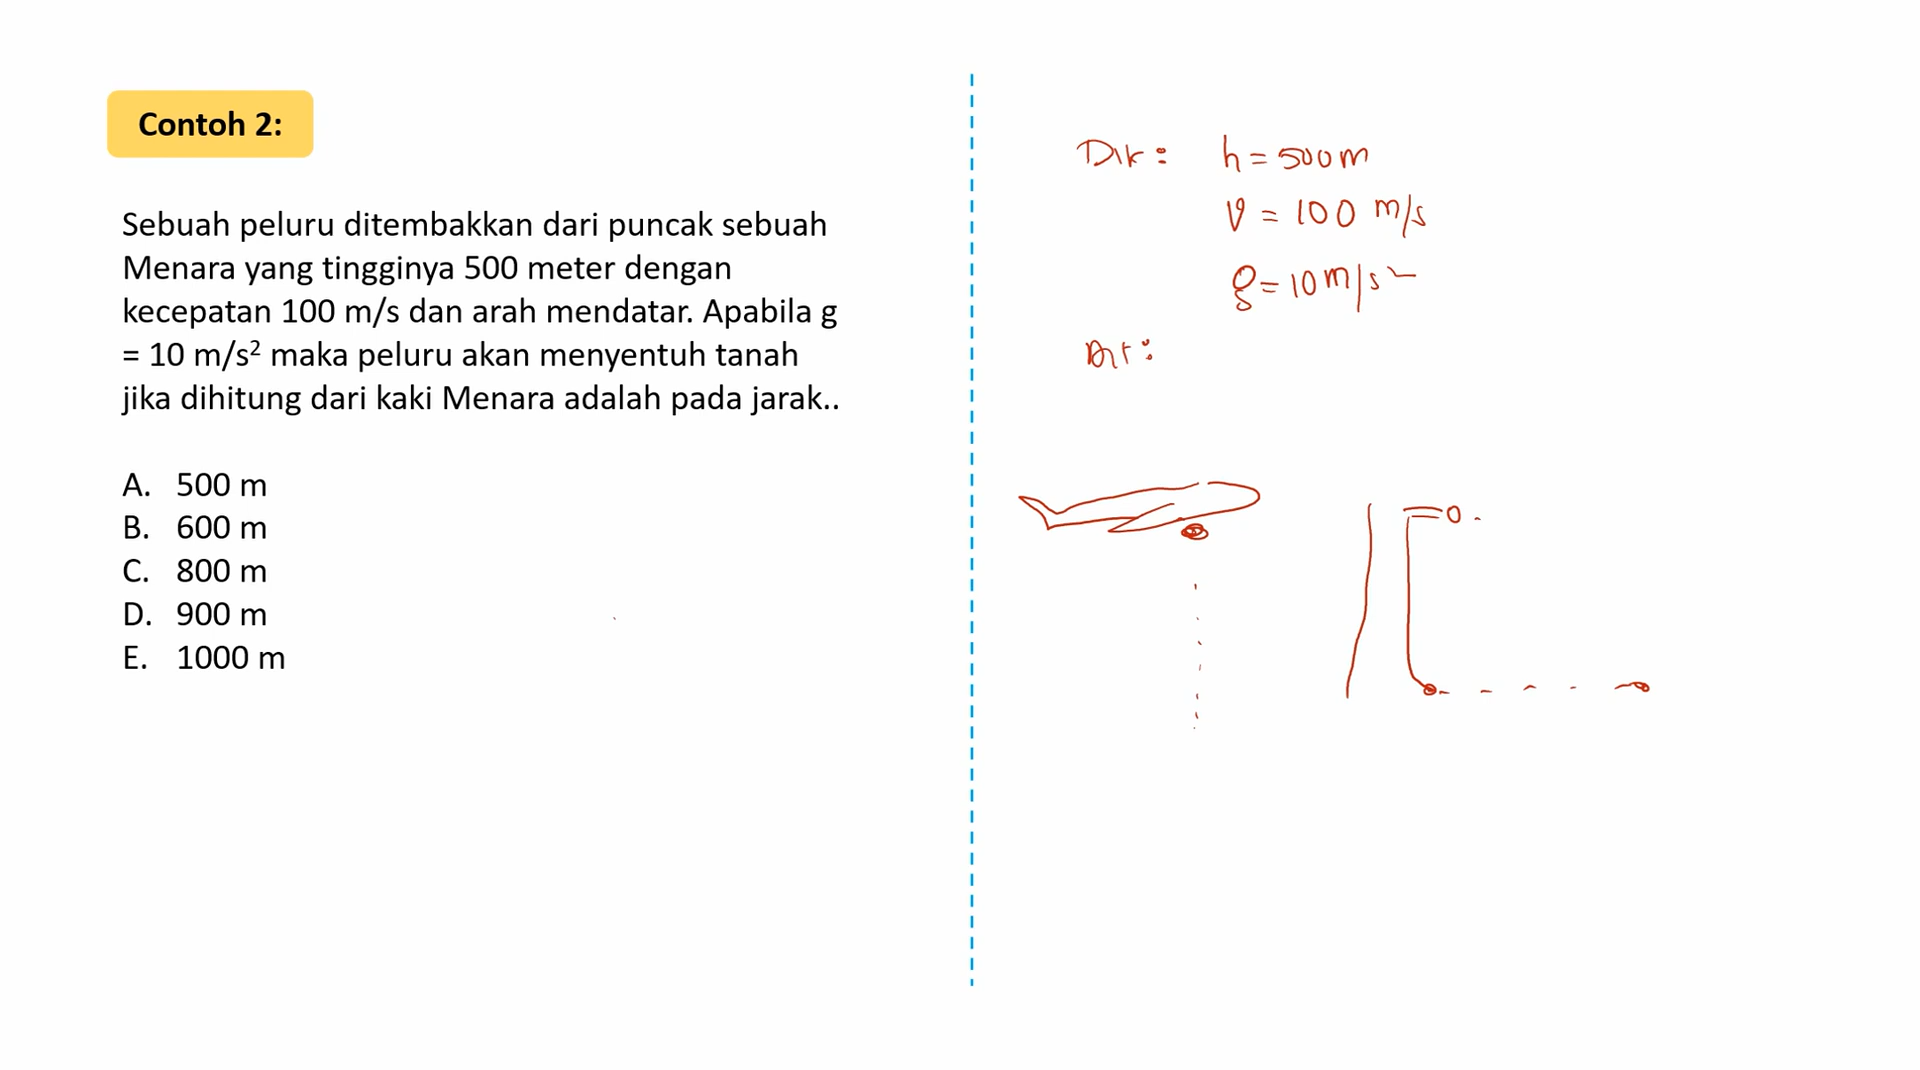 Contoh 2:
Sebuah peluru ditembakkan dari puncak sebuah
Menara yang tingginya 500 meter dengan
kecepatan 100 m/s dan arah mendatar. Apabila g
= 10 m/s² maka peluru akan menyentuh tanah
jika dihitung dari kaki Menara adalah pada jarak..
A. 500 m
B. 600 m
C. 800 m
D. 900 m
E. 1000 m
Dik : h = 500 m
v = 100 m/s
g = 10 m/s²
Dit :